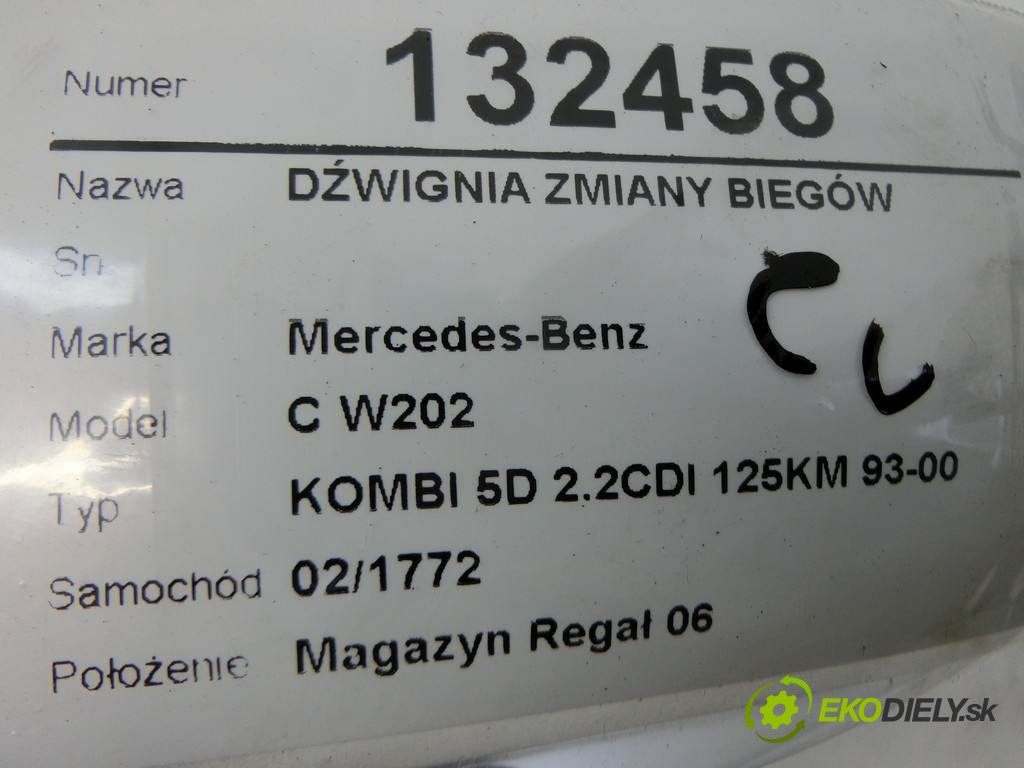 Numer 132458
Nazwa DŹWIGNIA ZMIANY BIEGÓW
Sn
Marka Mercedes-Benz
Model C W202
Typ KOMBI 5D 2.2CDI 125KM 93-00
Samochód 02/1772
Położenie Magazyn Regał 06
EKODIELY.sk